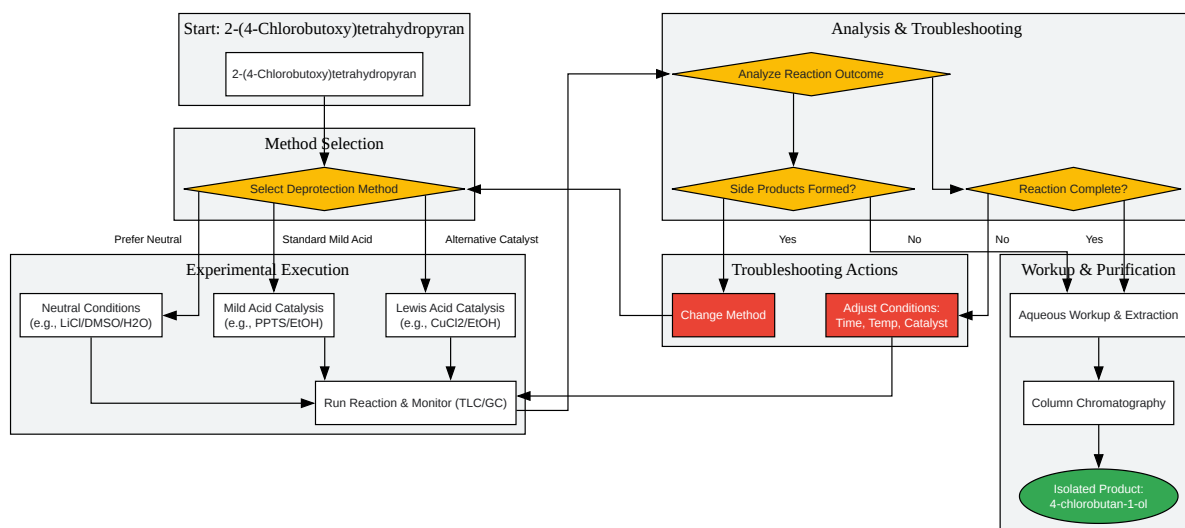 Start: 2-(4-Chlorobutoxy)tetrahydropyran
2-(4-Chlorobutoxy)tetrahydropyran
Method Selection
Select Deprotection Method
Prefer Neutral
Standard Mild Acid
Alternative Catalyst
Experimental Execution
Neutral Conditions
(e.g., LiCl/DMSO/H2O)
Mild Acid Catalysis
(e.g., PPTS/EtOH)
Lewis Acid Catalysis
(e.g., CuCl2/EtOH)
Run Reaction & Monitor (TLC/GC)
Analysis & Troubleshooting
Analyze Reaction Outcome
Side Products Formed?
Reaction Complete?
Yes
No
No
Yes
Troubleshooting Actions
Change Method
Adjust Conditions:
Time, Temp, Catalyst
Workup & Purification
Aqueous Workup & Extraction
Column Chromatography
Isolated Product:
4-chlorobutan-1-ol